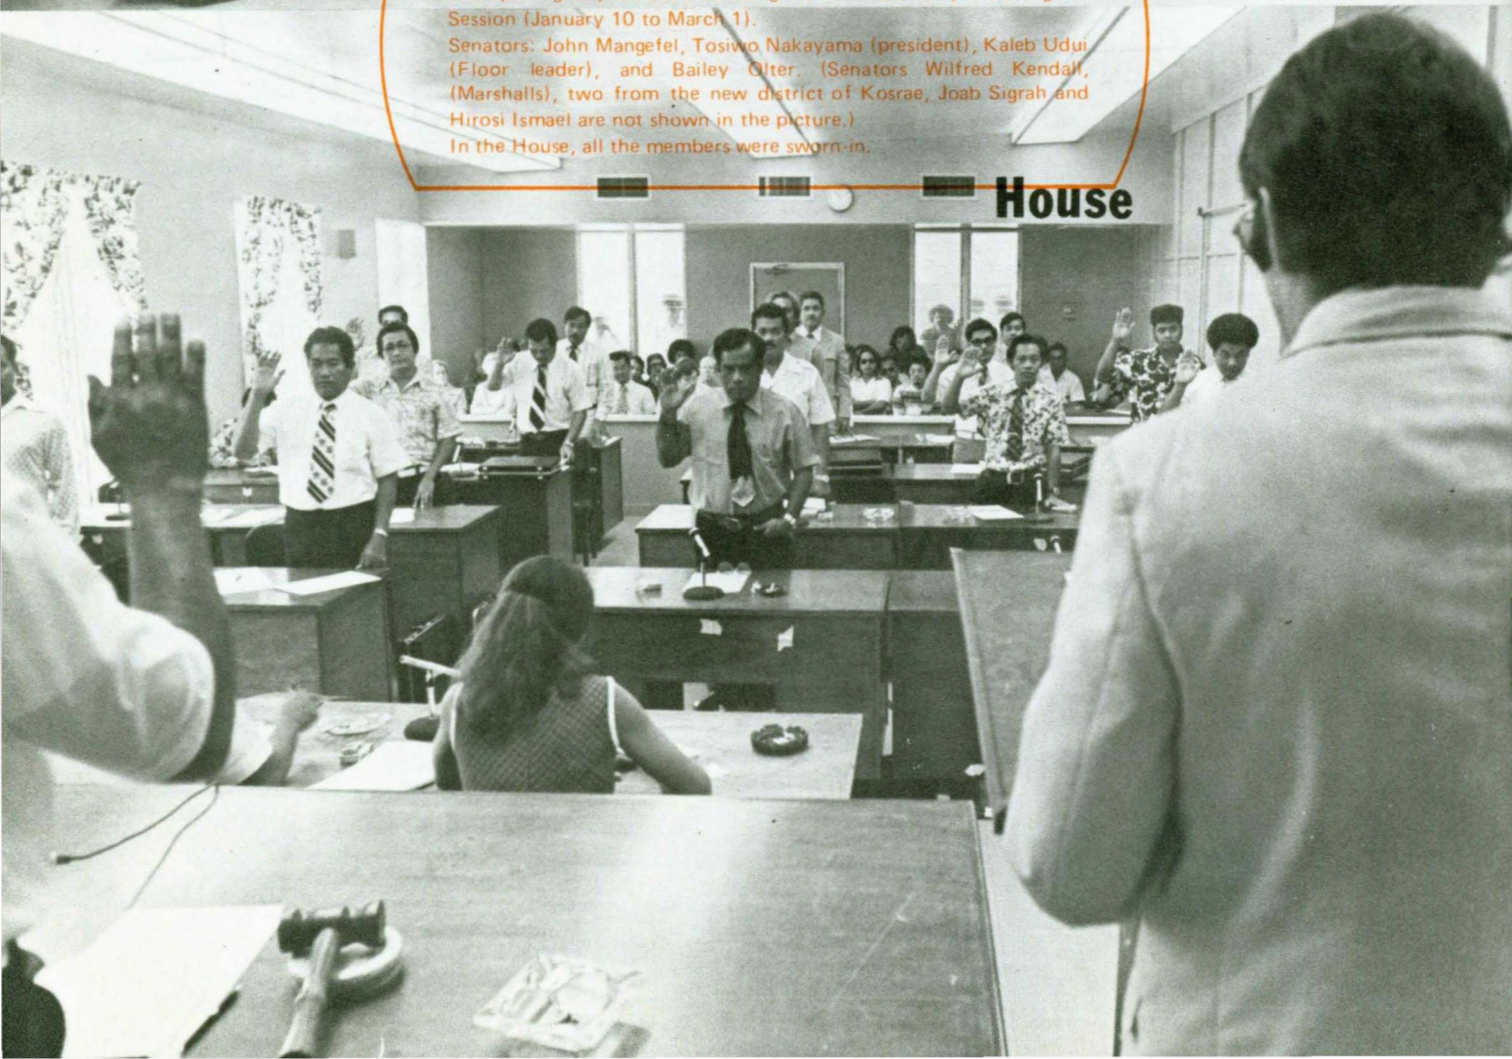 Session (January 10 to March 1).
Senators: John Mangefel, Tosiwo Nakayama (president), Kaleb Udui
(Floor leader), and Bailey Olter. (Senators Wilfred Kendall,
(Marshalls), two from the new district of Kosrae, Joab Sigrah and
Hirosi Ismael are not shown in the picture.)
In the House, all the members were sworn-in.
House